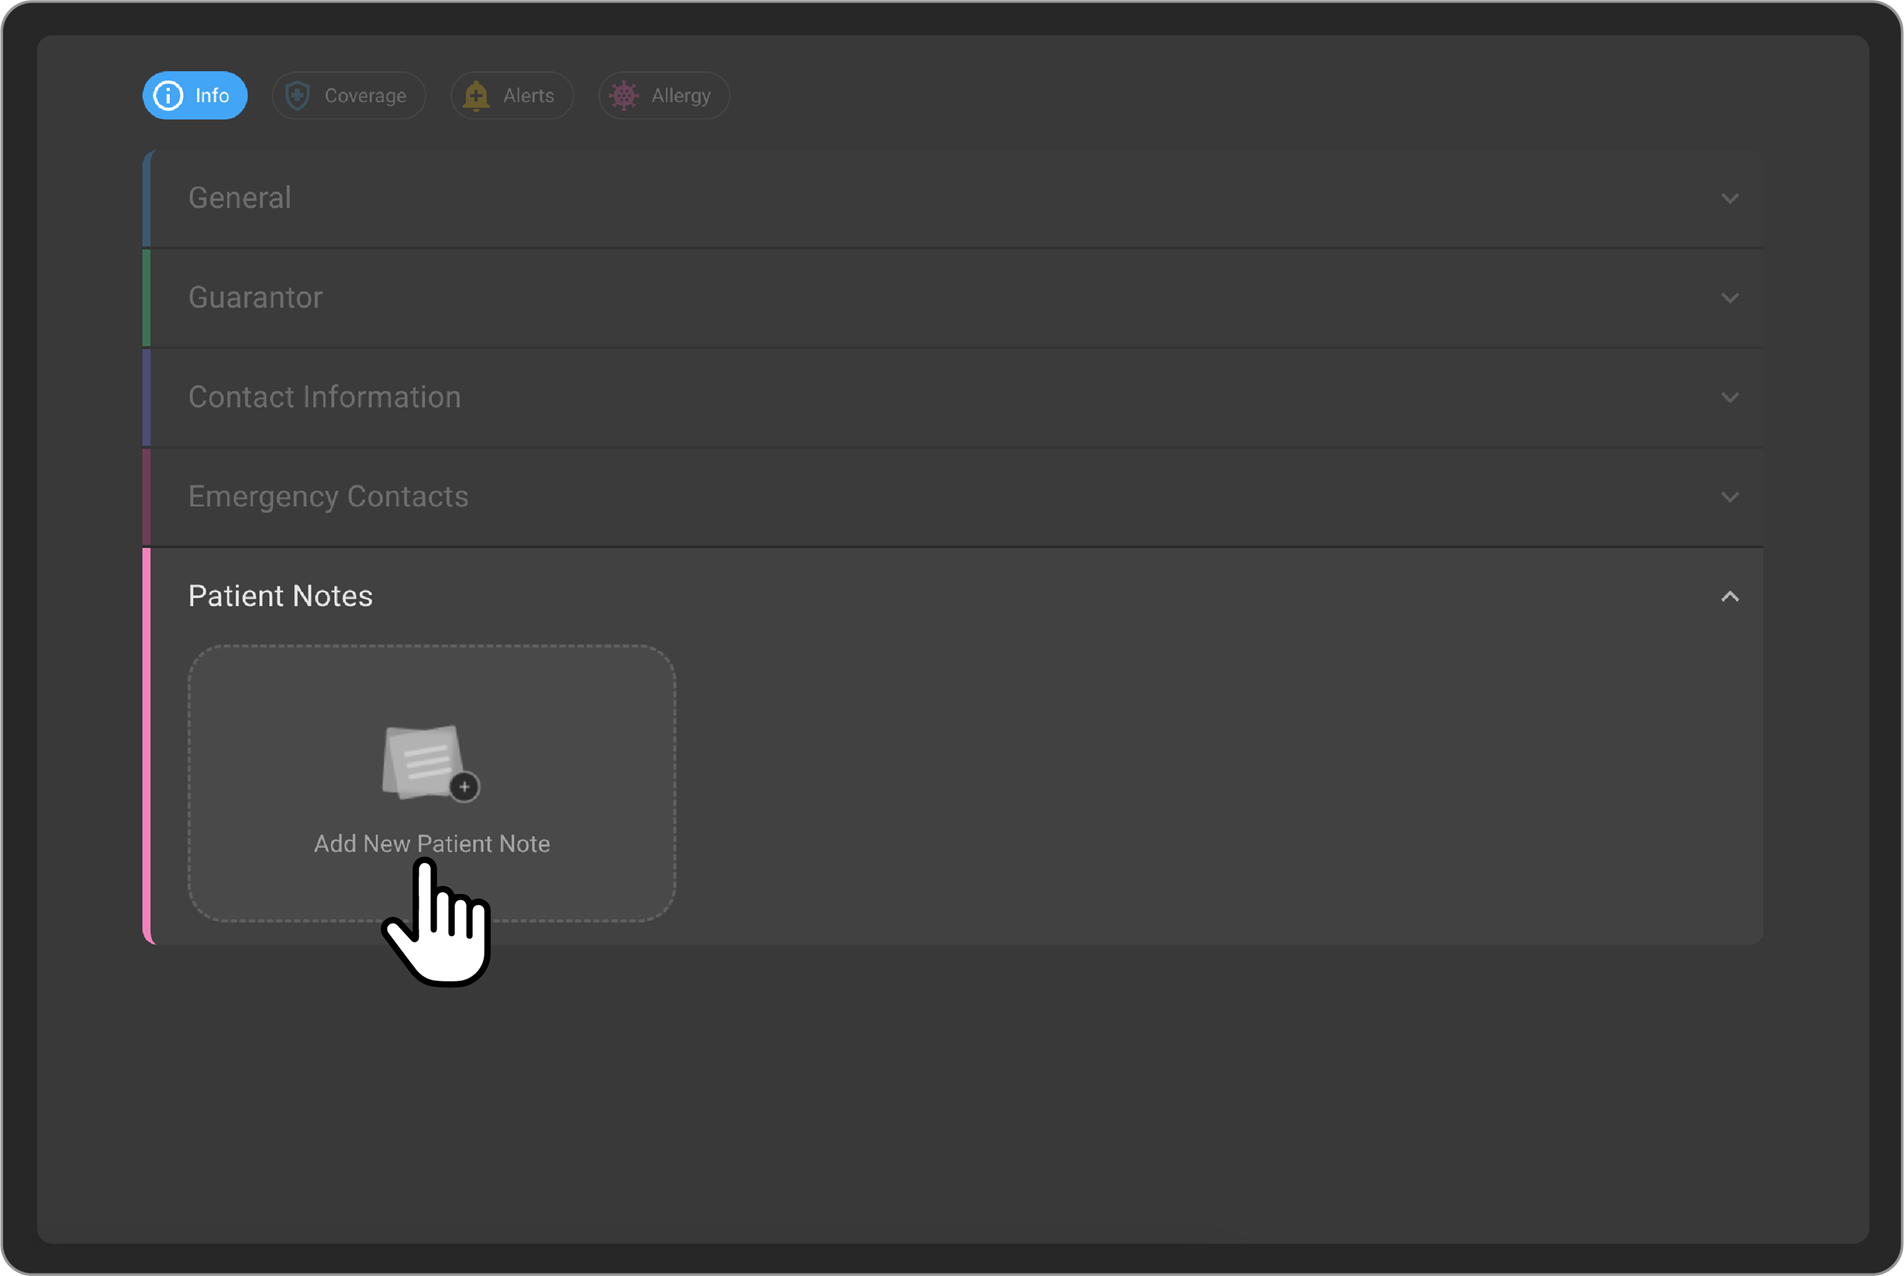 Info
Coverage
Alerts
Allergy
General
Guarantor
Contact Information
Emergency Contacts
Patient Notes
Add New Patient Note